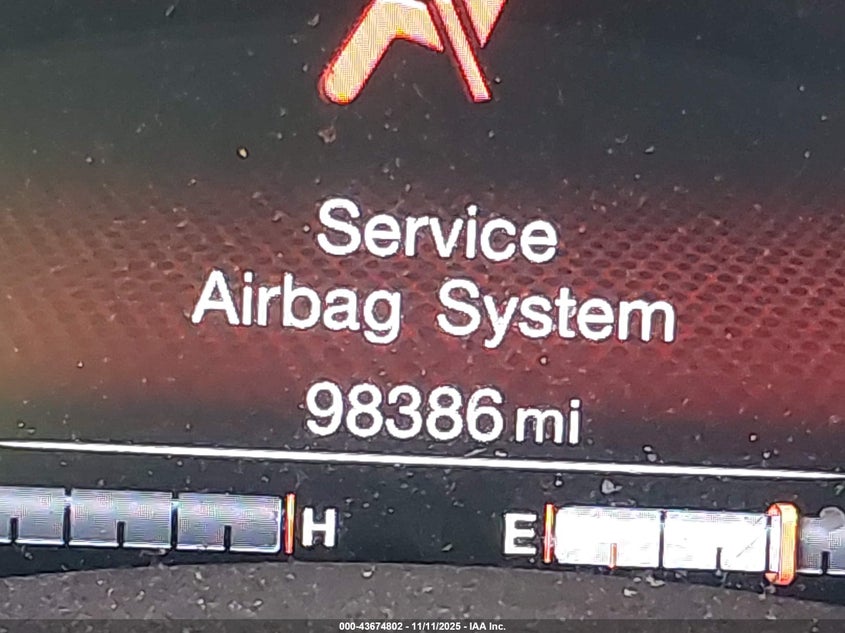 Service
Airbag System
98386 mi
H E
000-43674802 - 11/11/2025 - IAA Inc.